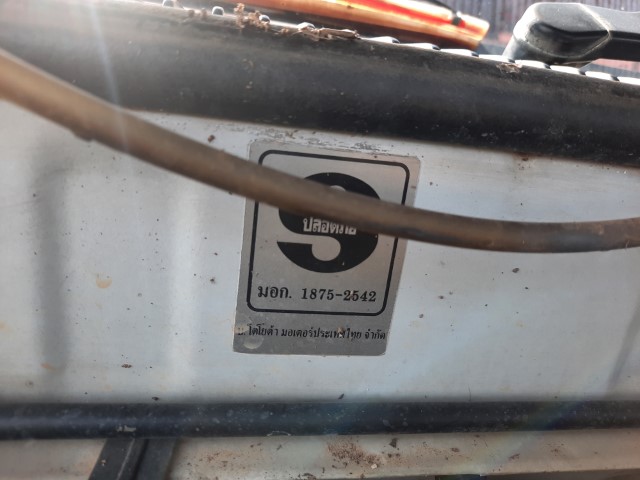 ปลอดภัย
มอก. 1875-2542
บ. โตโยต้า มอเตอร์ประเทศไทย จำกัด